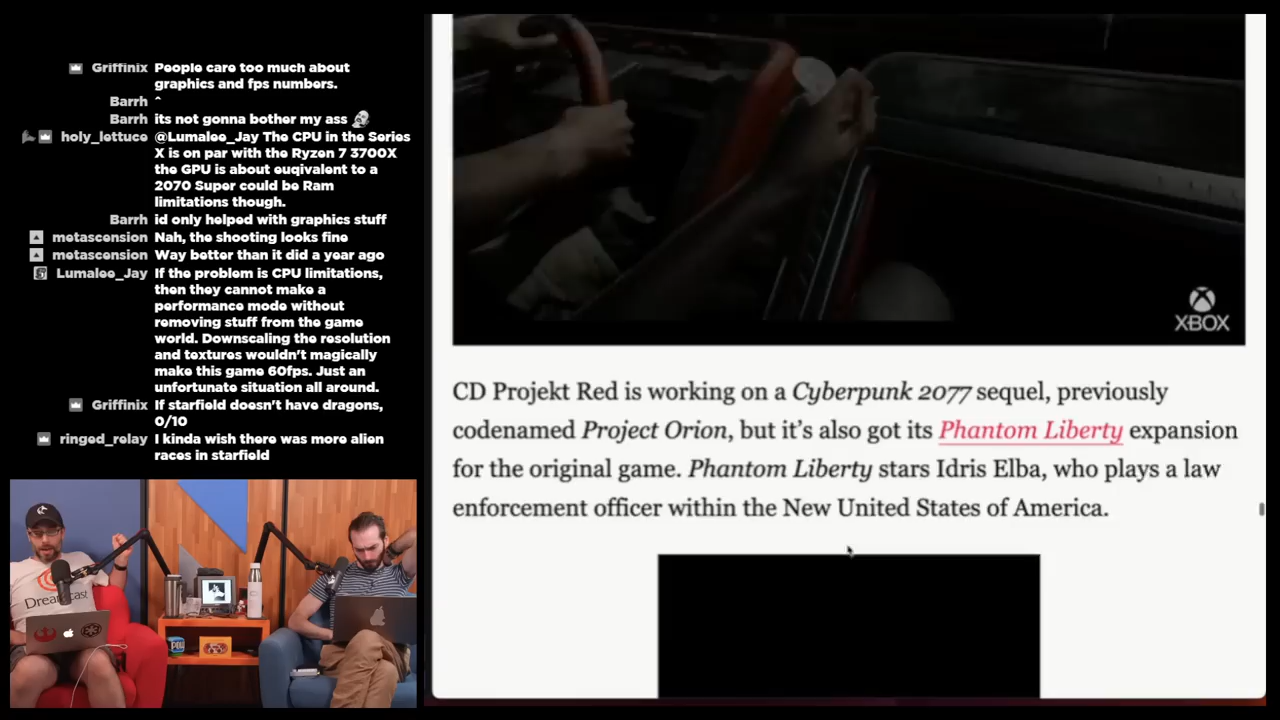 Griffinix People care too much about
graphics and fps numbers.
Barrh ^
Barrh its not gonna bother my ass
holy_lettuce @Lumalee_Jay The CPU in the Series
X is on par with the Ryzen 7 3700X
the GPU is about euqivalent to a
2070 Super could be Ram
limitations though.
Barrh id only helped with graphics stuff
metascension Nah, the shooting looks fine
metascension Way better than it did a year ago
Lumalee_Jay If the problem is CPU limitations,
then they cannot make a
performance mode without
removing stuff from the game
world. Downscaling the resolution
and textures wouldn't magically
make this game 60fps. Just an
unfortunate situation all around.
Griffinix If starfield doesn't have dragons,
0/10
ringed_relay I kinda wish there was more alien
races in starfield
Dreamcast
XBOX
CD Projekt Red is working on a Cyberpunk 2077 sequel, previously
codenamed Project Orion, but it's also got its Phantom Liberty expansion
for the original game. Phantom Liberty stars Idris Elba, who plays a law
enforcement officer within the New United States of America.